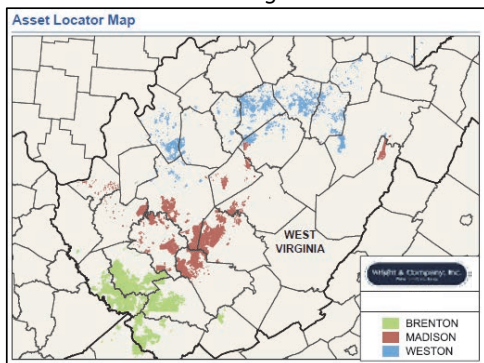 Asset Locator Map
WEST
VIRGINIA
Wright & Company, Inc.
BRENTON
MADISON
WESTON